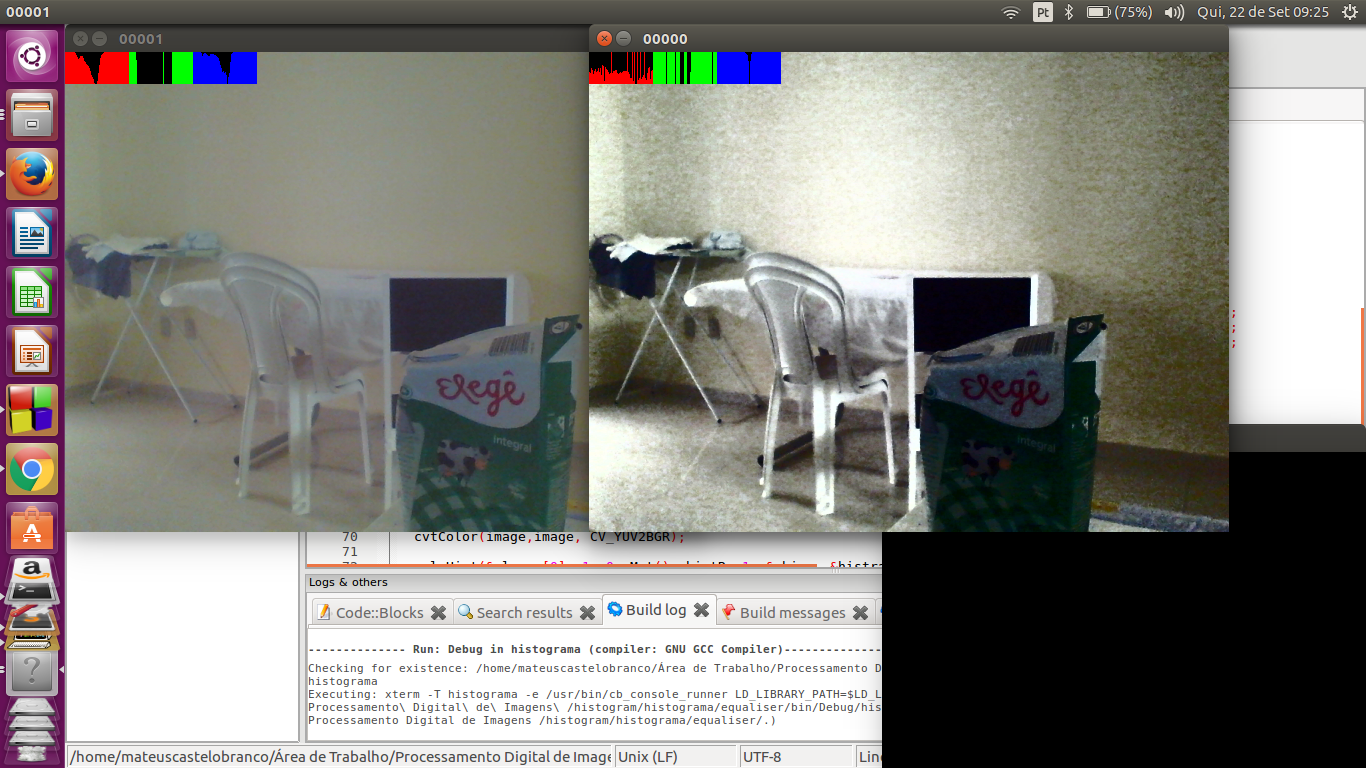 00001
Pt
(75%)
Qui, 22 de Set 09:25
00001
00000
Elegê
integral
Elegê
integral
;
;
;
70 cvtColor(image,image, CV_YUV2BGR);
71
Logs & others
Code::Blocks
Search results
Build log
Build messages
-------------- Run: Debug in histograma (compiler: GNU GCC Compiler)---------------
Checking for existence: /home/mateuscastelobranco/Área de Trabalho/Processamento D
histograma
Executing: xterm -T histograma -e /usr/bin/cb_console_runner LD_LIBRARY_PATH=$LD_L
Processamento\ Digital\ de\ Imagens\ /histogram/histograma/equaliser/bin/Debug/his
Processamento Digital de Imagens /histogram/histograma/equaliser/.)
/home/mateuscastelobranco/Área de Trabalho/Processamento Digital de Image
Unix (LF)
UTF-8
Lin